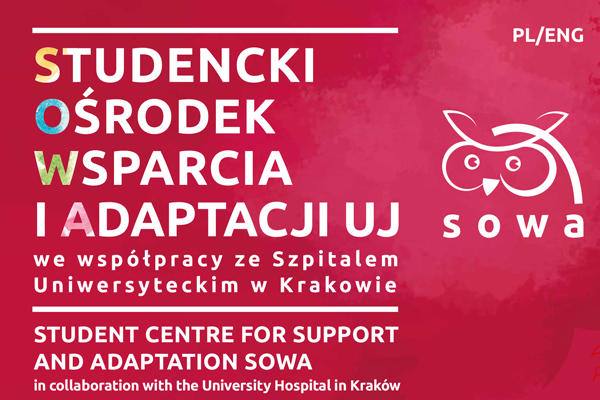 PL/ENG
STUDENCKI
OŚRODEK
WSPARCIA
I ADAPTACJI UJ
we współpracy ze Szpitalem
Uniwersyteckim w Krakowie
sowa
STUDENT CENTRE FOR SUPPORT
AND ADAPTATION SOWA
in collaboration with the University Hospital in Kraków